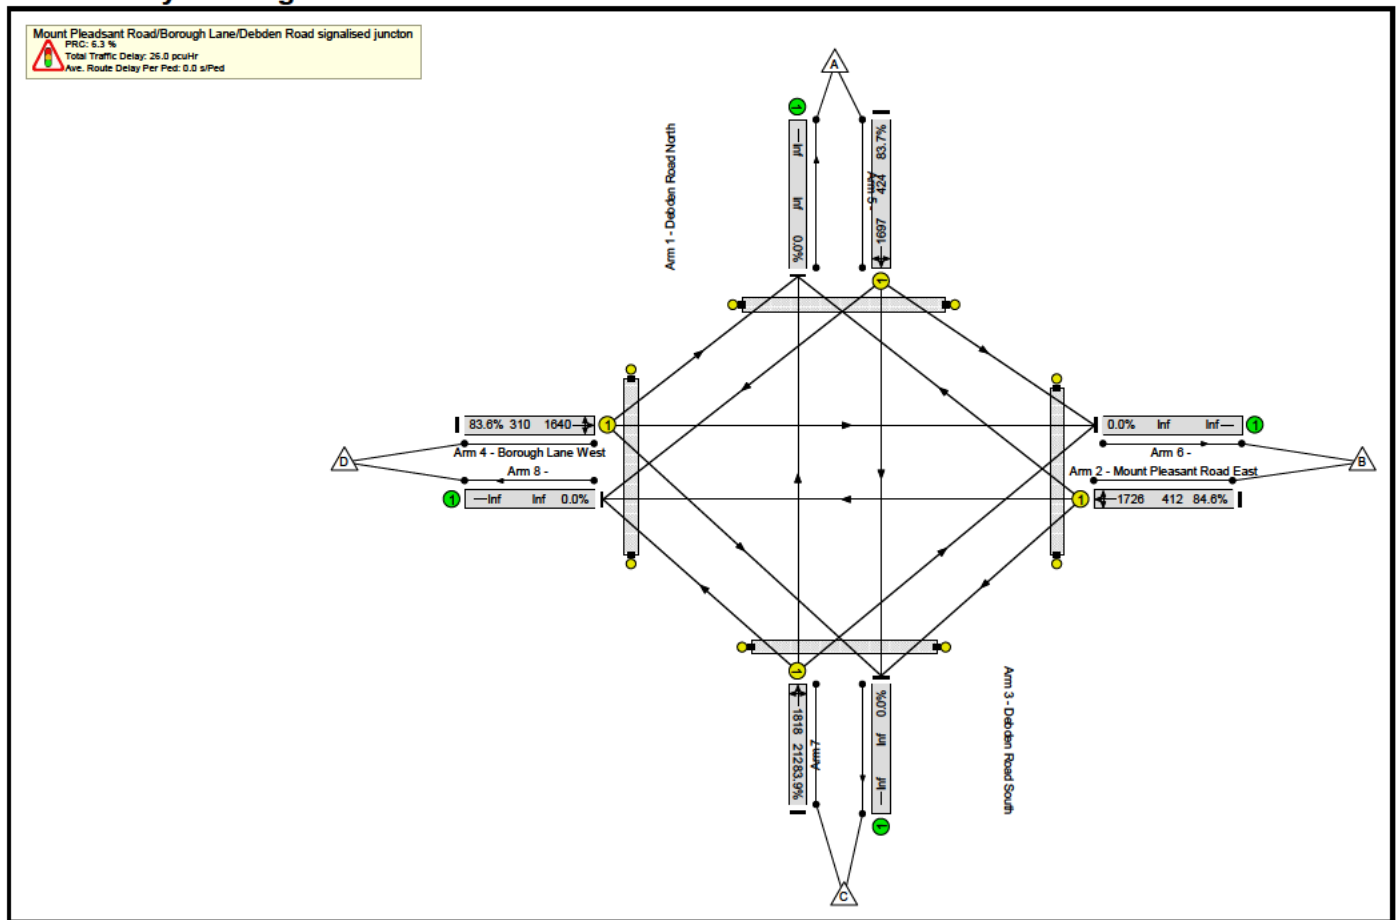 Mount Pleadsant Road/Borough Lane/Debden Road signalised juncton
PRC: 6.3 %
Total Traffic Delay: 26.0 pcuHr
Ave. Route Delay Per Ped: 0.0 s/Ped
A
1
Arm 1 - Debden Road North
Inf Inf 0.0%
1697 424 83.7%
Arm 5 -
1
83.6% 310 1640
1
0.0% Inf Inf
1
Arm 4 - Borough Lane West
Arm 6 -
D
B
Arm 8 -
Arm 2 - Mount Pleasant Road East
1
Inf Inf 0.0%
1
1726 412 84.6%
1
1818 21283.9%
Arm 7
0.0% Inf Inf
Arm 3 - Debden Road South
1
C